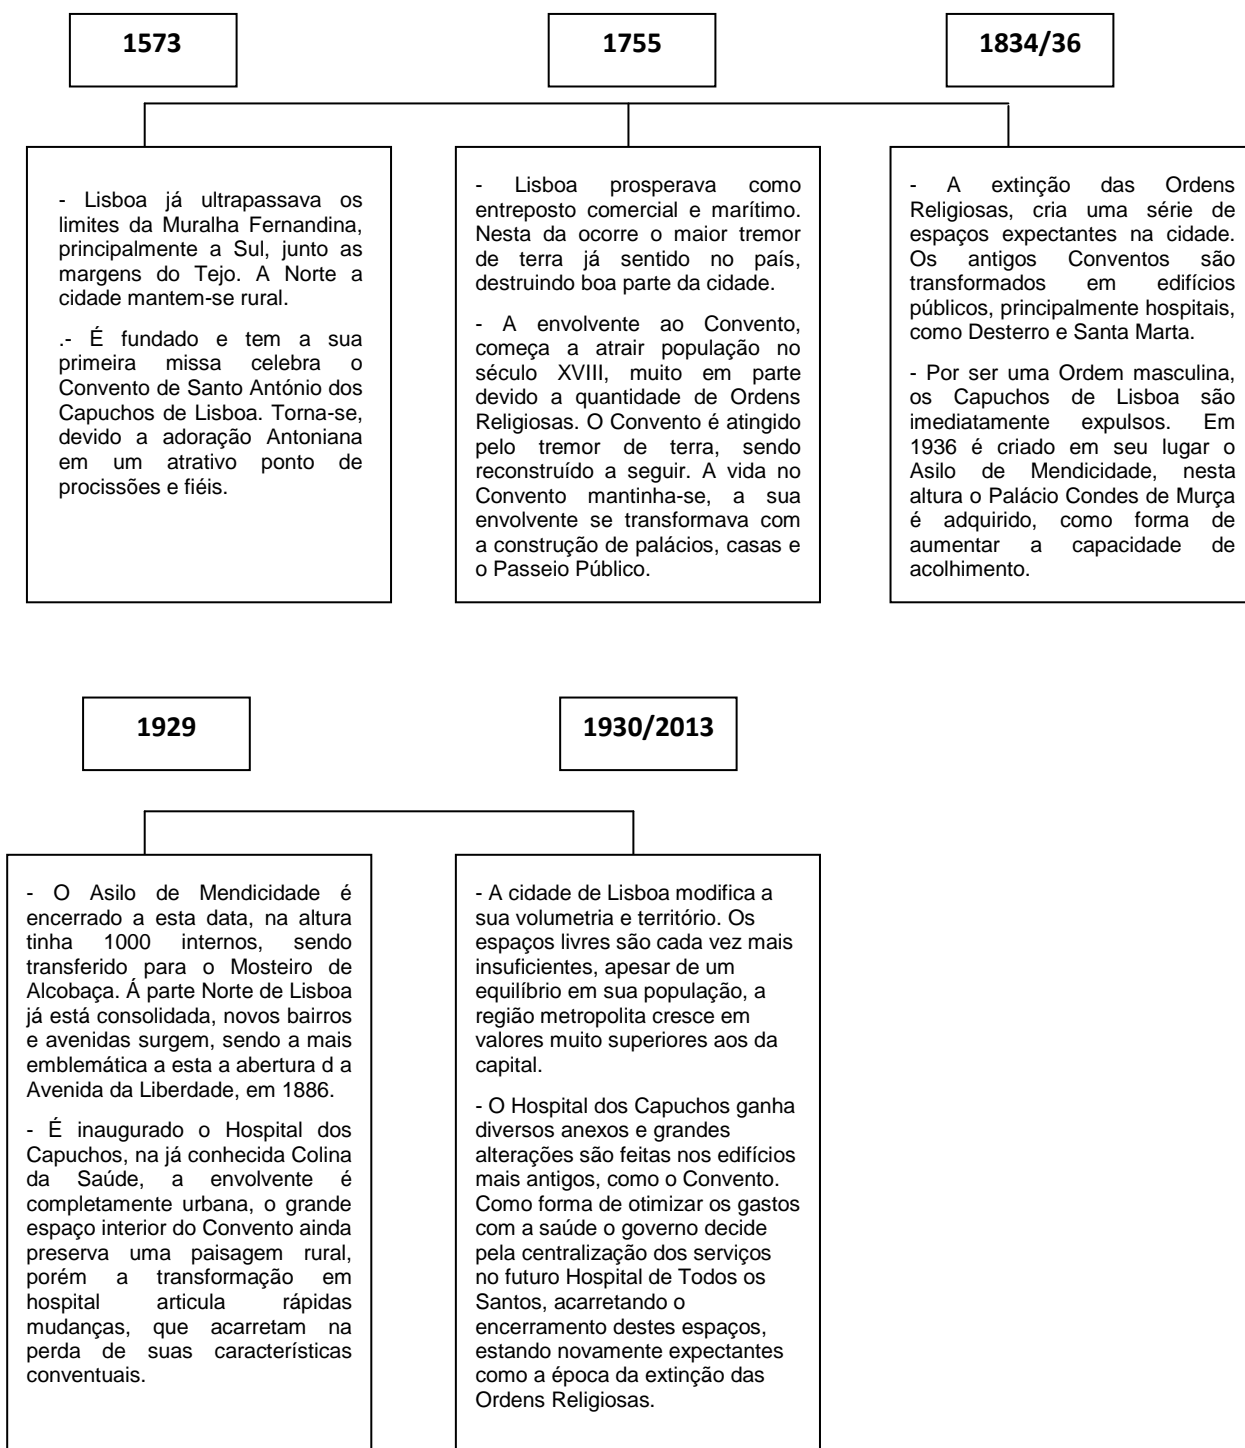 1573
1755
1834/36
- Lisboa já ultrapassava os
limites da Muralha Fernandina,
principalmente a Sul, junto as
margens do Tejo. A Norte a
cidade mantem-se rural.
.- É fundado e tem a sua
primeira missa celebra o
Convento de Santo António dos
Capuchos de Lisboa. Torna-se,
devido a adoração Antoniana
em um atrativo ponto de
procissões e fiéis.
- Lisboa prosperava como
entreposto comercial e marítimo.
Nesta da ocorre o maior tremor
de terra já sentido no país,
destruindo boa parte da cidade.
- A envolvente ao Convento,
começa a atrair população no
século XVIII, muito em parte
devido a quantidade de Ordens
Religiosas. O Convento é atingido
pelo tremor de terra, sendo
reconstruído a seguir. A vida no
Convento mantinha-se, a sua
envolvente se transformava com
a construção de palácios, casas e
o Passeio Público.
- A extinção das Ordens
Religiosas, cria uma série de
espaços expectantes na cidade.
Os antigos Conventos são
transformados em edifícios
públicos, principalmente hospitais,
como Desterro e Santa Marta.
- Por ser uma Ordem masculina,
os Capuchos de Lisboa são
imediatamente expulsos. Em
1936 é criado em seu lugar o
Asilo de Mendicidade, nesta
altura o Palácio Condes de Murça
é adquirido, como forma de
aumentar a capacidade de
acolhimento.
1929
1930/2013
- O Asilo de Mendicidade é
encerrado a esta data, na altura
tinha 1000 internos, sendo
transferido para o Mosteiro de
Alcobaça. Á parte Norte de Lisboa
já está consolidada, novos bairros
e avenidas surgem, sendo a mais
emblemática a esta a abertura d a
Avenida da Liberdade, em 1886.
- É inaugurado o Hospital dos
Capuchos, na já conhecida Colina
da Saúde, a envolvente é
completamente urbana, o grande
espaço interior do Convento ainda
preserva uma paisagem rural,
porém a transformação em
hospital articula rápidas
mudanças, que acarretam na
perda de suas características
conventuais.
- A cidade de Lisboa modifica a
sua volumetria e território. Os
espaços livres são cada vez mais
insuficientes, apesar de um
equilíbrio em sua população, a
região metropolita cresce em
valores muito superiores aos da
capital.
- O Hospital dos Capuchos ganha
diversos anexos e grandes
alterações são feitas nos edifícios
mais antigos, como o Convento.
Como forma de otimizar os gastos
com a saúde o governo decide
pela centralização dos serviços
no futuro Hospital de Todos os
Santos, acarretando o
encerramento destes espaços,
estando novamente expectantes
como a época da extinção das
Ordens Religiosas.